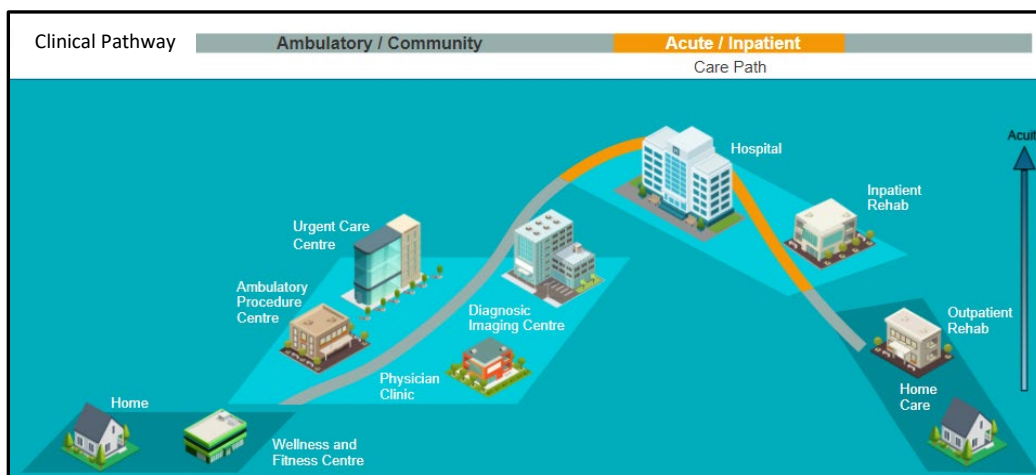 Clinical Pathway
Ambulatory / Community
Acute / Inpatient
Care Path
Acuit
Hospital
Inpatient
Rehab
Urgent Care
Centre
Ambulatory
Procedure
Centre
Diagnosic
Imaging Centre
Outpatient
Rehab
Physician
Clinic
Home
Home
Care
Wellness and
Fitness Centre